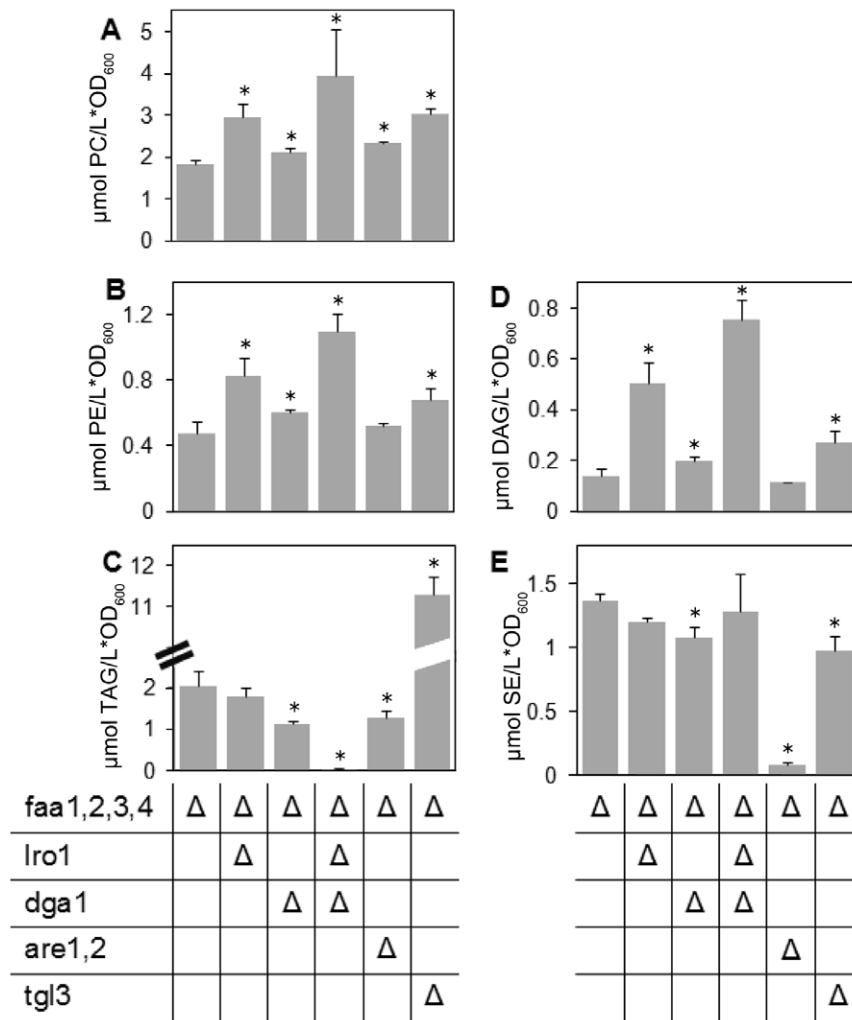 A
µmol PC/L*OD600
5
4
3
2
1
0
* * * * *
B
µmol PE/L*OD600
1.2
0.8
0.4
0
* * * *
C
µmol TAG/L*OD600
12
11
2
1
0
* * * *
D
µmol DAG/L*OD600
0.8
0.6
0.4
0.2
0
* * * *
E
µmol SE/L*OD600
1.5
1
0.5
0
* * *
faa1,2,3,4 Δ Δ Δ Δ Δ Δ Δ Δ Δ Δ Δ Δ
lro1 Δ Δ Δ Δ
dga1 Δ Δ Δ Δ
are1,2 Δ Δ
tgl3 Δ Δ